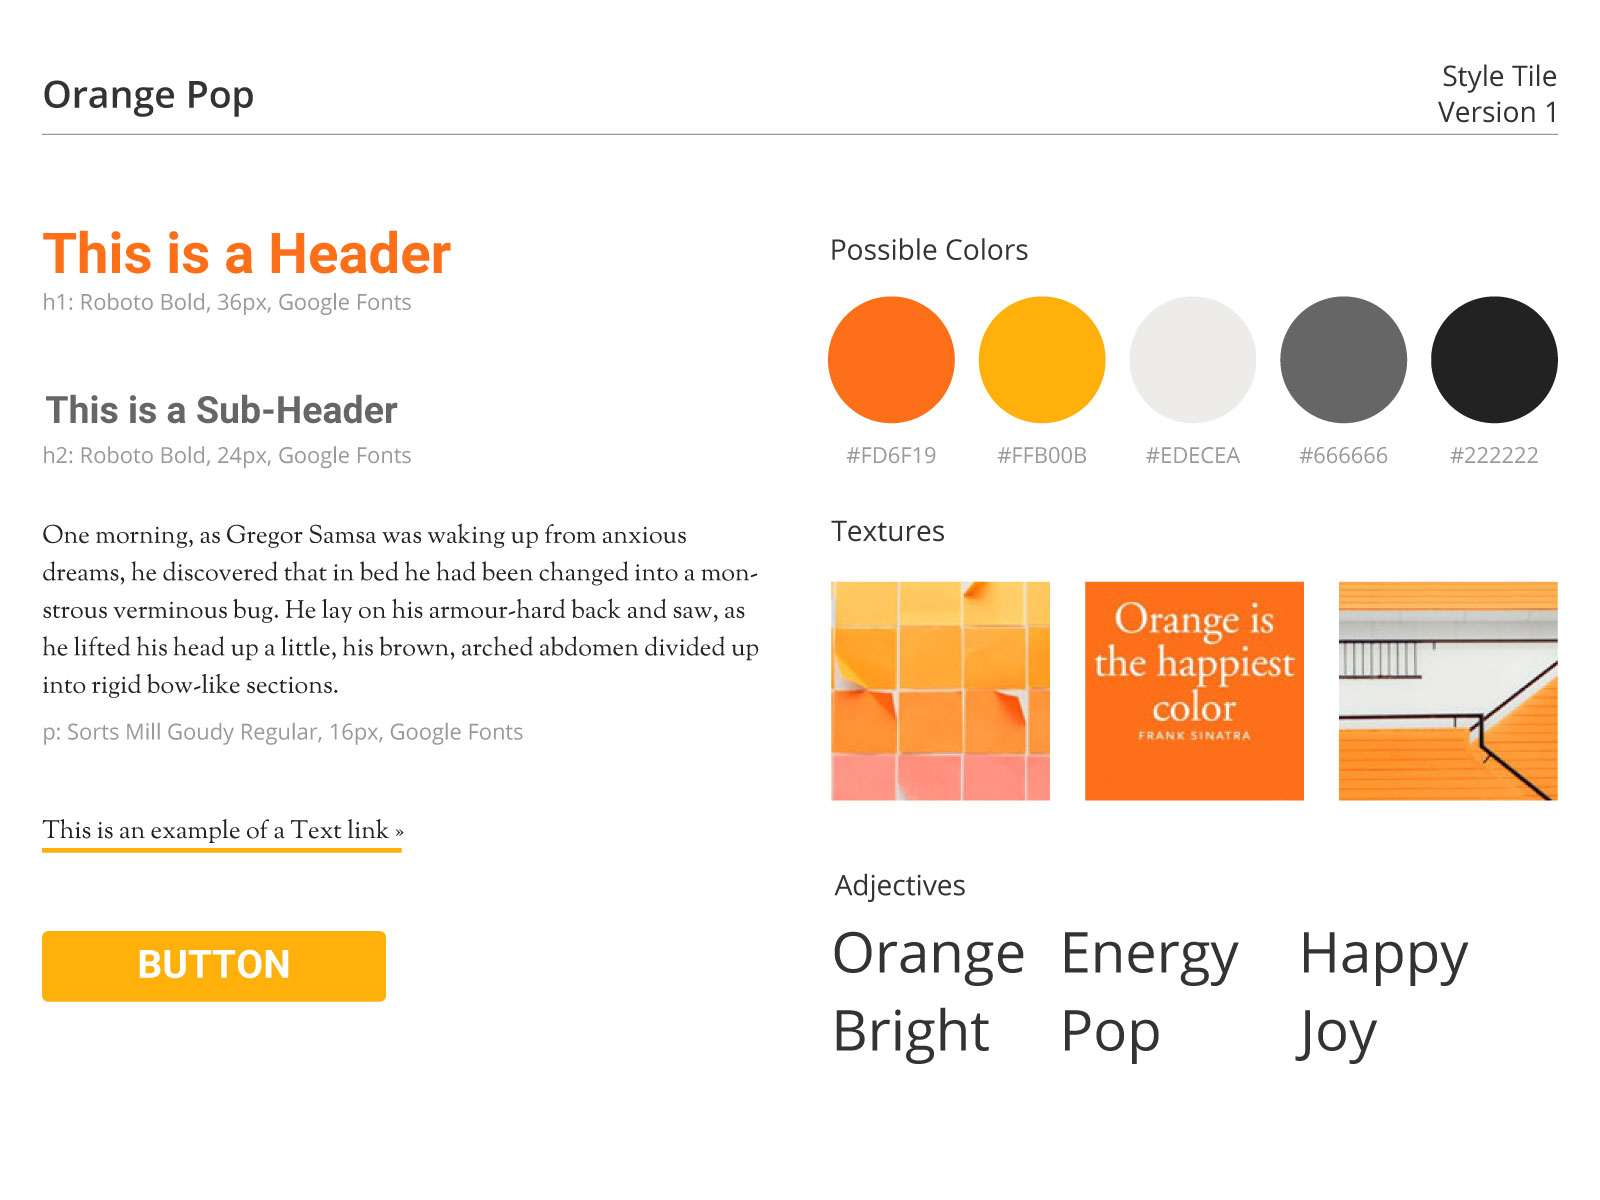 Orange Pop
Style Tile
Version 1
This is a Header
h1: Roboto Bold, 36px, Google Fonts
This is a Sub-Header
h2: Roboto Bold, 24px, Google Fonts
One morning, as Gregor Samsa was waking up from anxious
dreams, he discovered that in bed he had been changed into a mon-
strous verminous bug. He lay on his armour-hard back and saw, as
he lifted his head up a little, his brown, arched abdomen divided up
into rigid bow-like sections.
p: Sorts Mill Goudy Regular, 16px, Google Fonts
This is an example of a Text link »
BUTTON
Possible Colors
#FD6F19 #FFB00B #EDECEA #666666 #222222
Textures
Orange is
the happiest
color
FRANK SINATRA
Adjectives
Orange Energy Happy
Bright Pop Joy